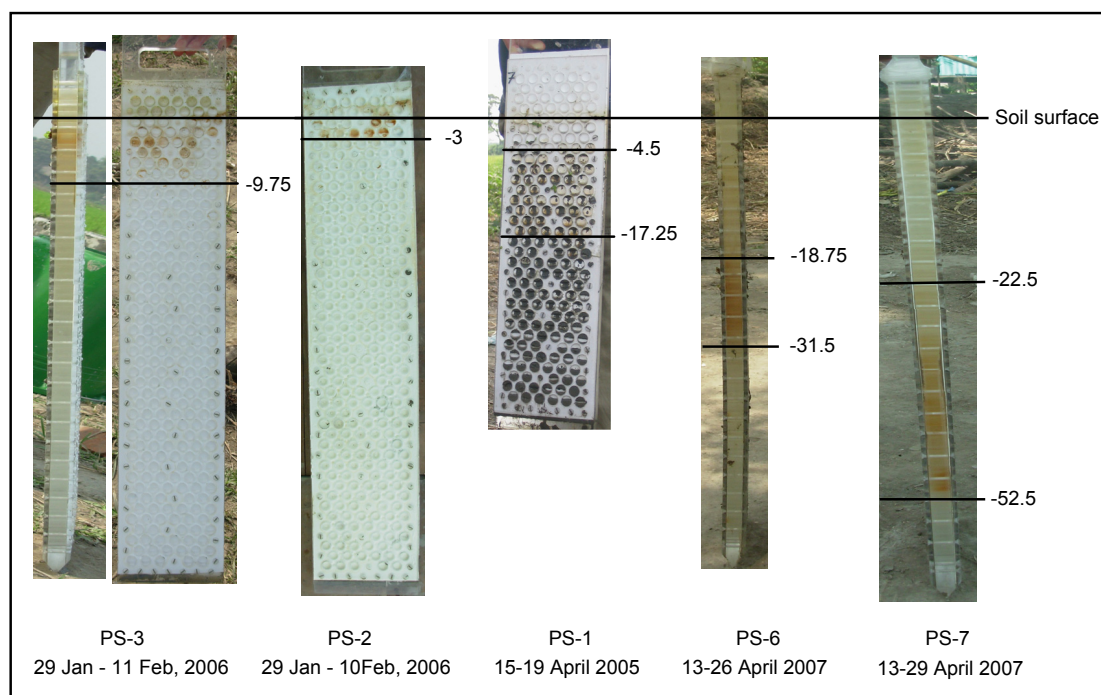 7
Soil surface
-3
-4.5
-9.75
-17.25
-18.75
-22.5
-31.5
-52.5
PS-3
29 Jan - 11 Feb, 2006
PS-2
29 Jan - 10Feb, 2006
PS-1
15-19 April 2005
PS-6
13-26 April 2007
PS-7
13-29 April 2007